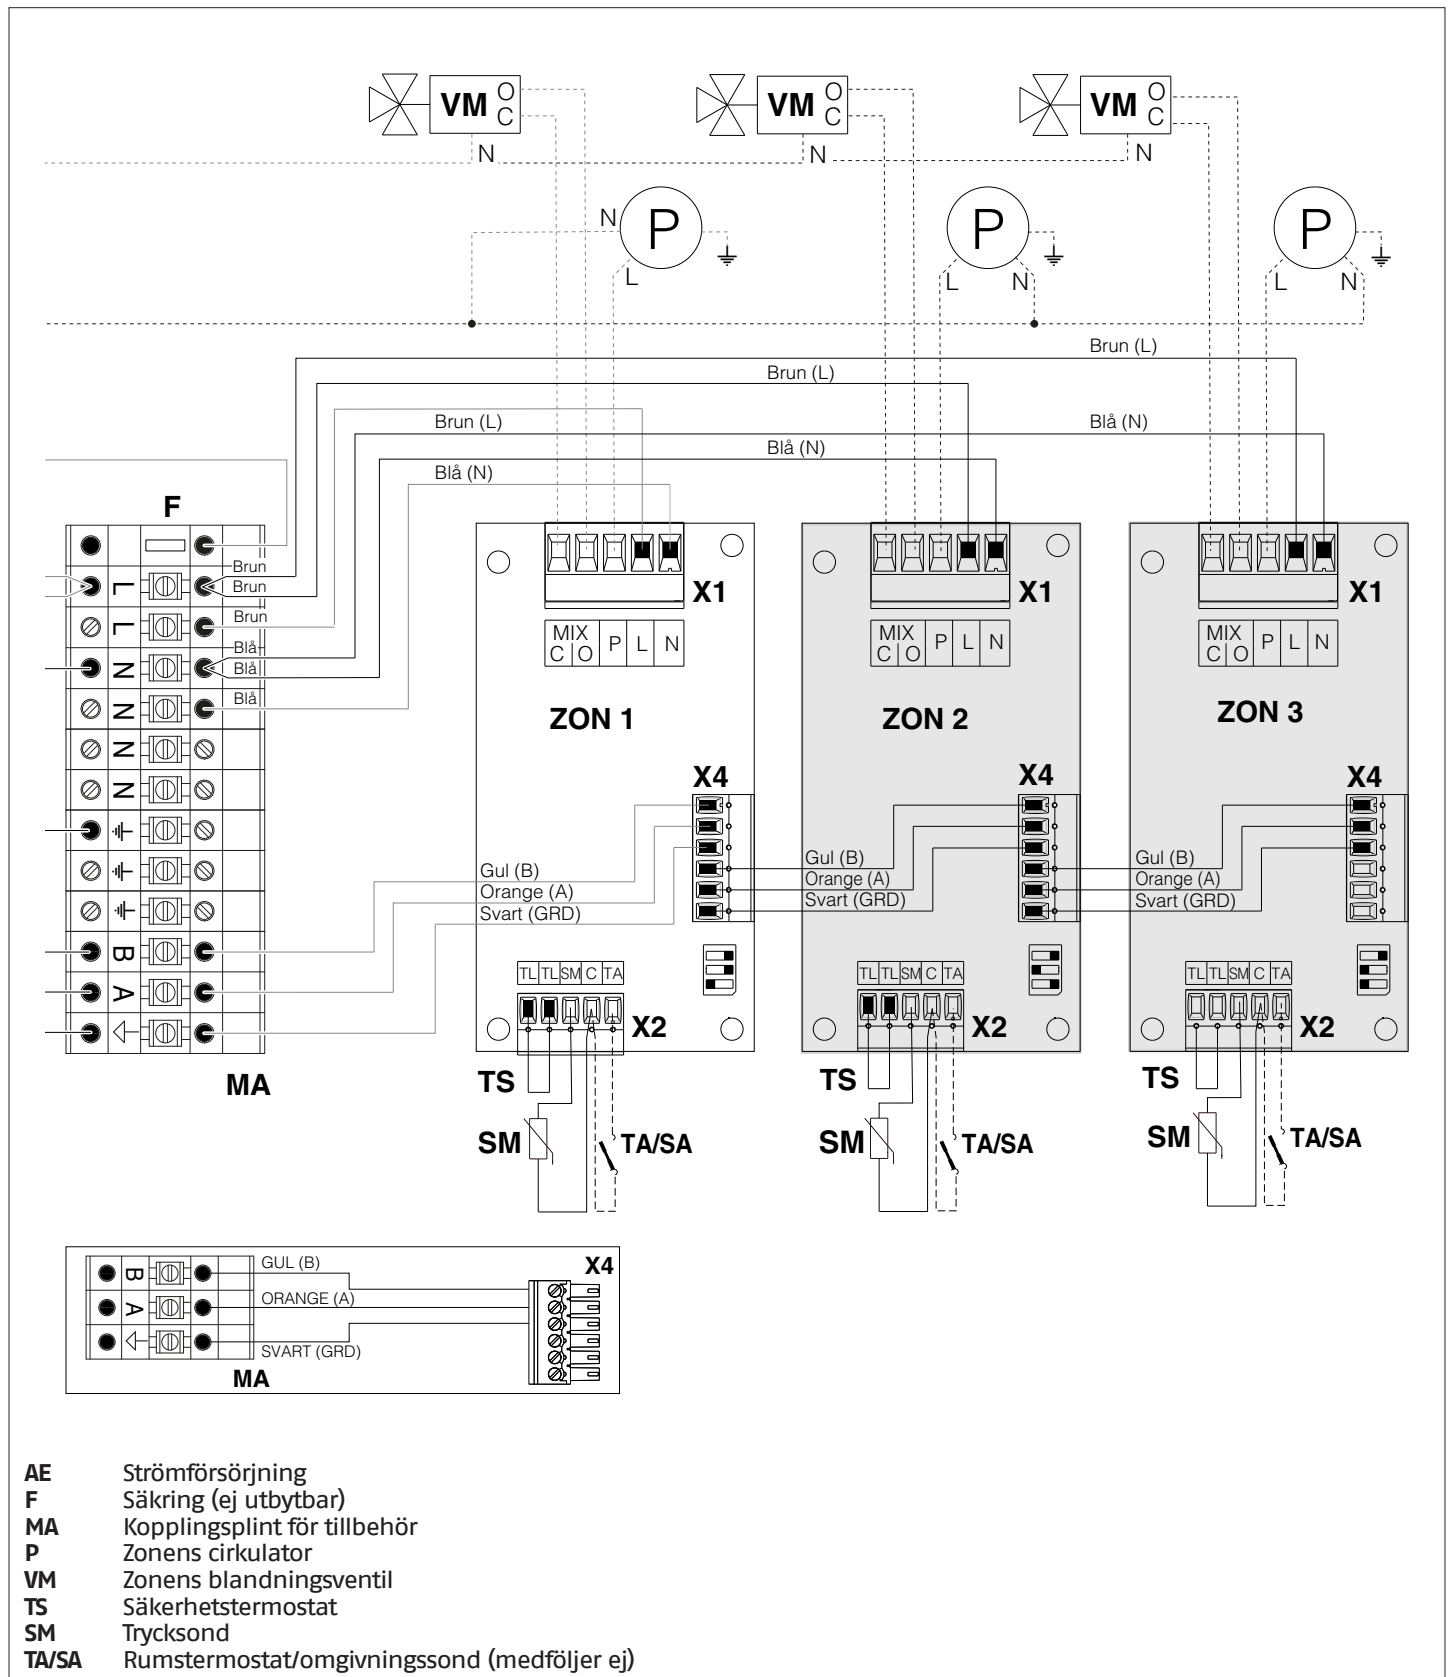 VM O C
VM O C
VM O C
N
N
N
N P L
P L N
P L N
Brun (L)
Brun (L)
Brun (L)
Blå (N)
Blå (N)
Blå (N)
F
L
L
N
N
N
N
B
A
Brun
Brun
Brun
Blå
Blå
Blå
MA
X1
MIX C O P L N
ZON 1
X4
Gul (B)
Orange (A)
Svart (GRD)
TL TL SM C TA
X2
TS
SM
TA/SA
X1
MIX C O P L N
ZON 2
X4
Gul (B)
Orange (A)
Svart (GRD)
TL TL SM C TA
X2
TS
SM
TA/SA
X1
MIX C O P L N
ZON 3
X4
Gul (B)
Orange (A)
Svart (GRD)
TL TL SM C TA
X2
TS
SM
TA/SA
B
A
GUL (B)
ORANGE (A)
SVART (GRD)
X4
MA
AE Strömförsörjning
F Säkring (ej utbytbar)
MA Kopplingsplint för tillbehör
P Zonens cirkulator
VM Zonens blandningsventil
TS Säkerhetstermostat
SM Trycksond
TA/SA Rumstermostat/omgivningssond (medföljer ej)